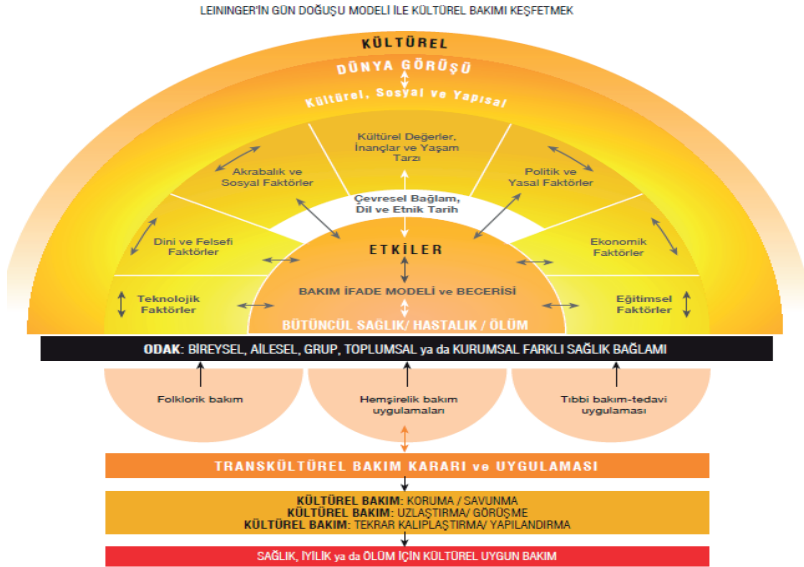 LEININGER'İN GÜN DOĞUŞU MODELİ İLE KÜLTÜREL BAKIMI KEŞFETMEK
KÜLTÜREL
DÜNYA GÖRÜŞÜ
Kültürel, Sosyal ve Yapısal
Kültürel Değerler,
İnançlar ve Yaşam
Tarzı
Akrabalık ve
Sosyal Faktörler
Politik ve
Yasal Faktörler
Çevresel Bağlam,
Dil ve Etnik Tarih
Dini ve Felsefi
Faktörler
Ekonomik
Faktörler
ETKİLER
Teknolojik
Faktörler
BAKIM İFADE MODELİ ve BECERİSİ
Eğitimsel
Faktörler
BÜTÜNCÜL SAĞLIK/ HASTALIK / ÖLÜM
ODAK: BİREYSEL, AİLESEL, GRUP, TOPLUMSAL ya da KURUMSAL FARKLI SAĞLIK BAĞLAMI
Folklorik bakım
Hemşirelik bakım
uygulamaları
Tıbbi bakım-tedavi
uygulaması
TRANSKÜLTÜREL BAKIM KARARI ve UYGULAMASI
KÜLTÜREL BAKIM: KORUMA / SAVUNMA
KÜLTÜREL BAKIM: UZLAŞTIRMA/ GÖRÜŞME
KÜLTÜREL BAKIM: TEKRAR KALIPLAŞTIRMA/ YAPILANDIRMA
SAĞLIK, İYİLİK ya da ÖLÜM İÇİN KÜLTÜREL UYGUN BAKIM